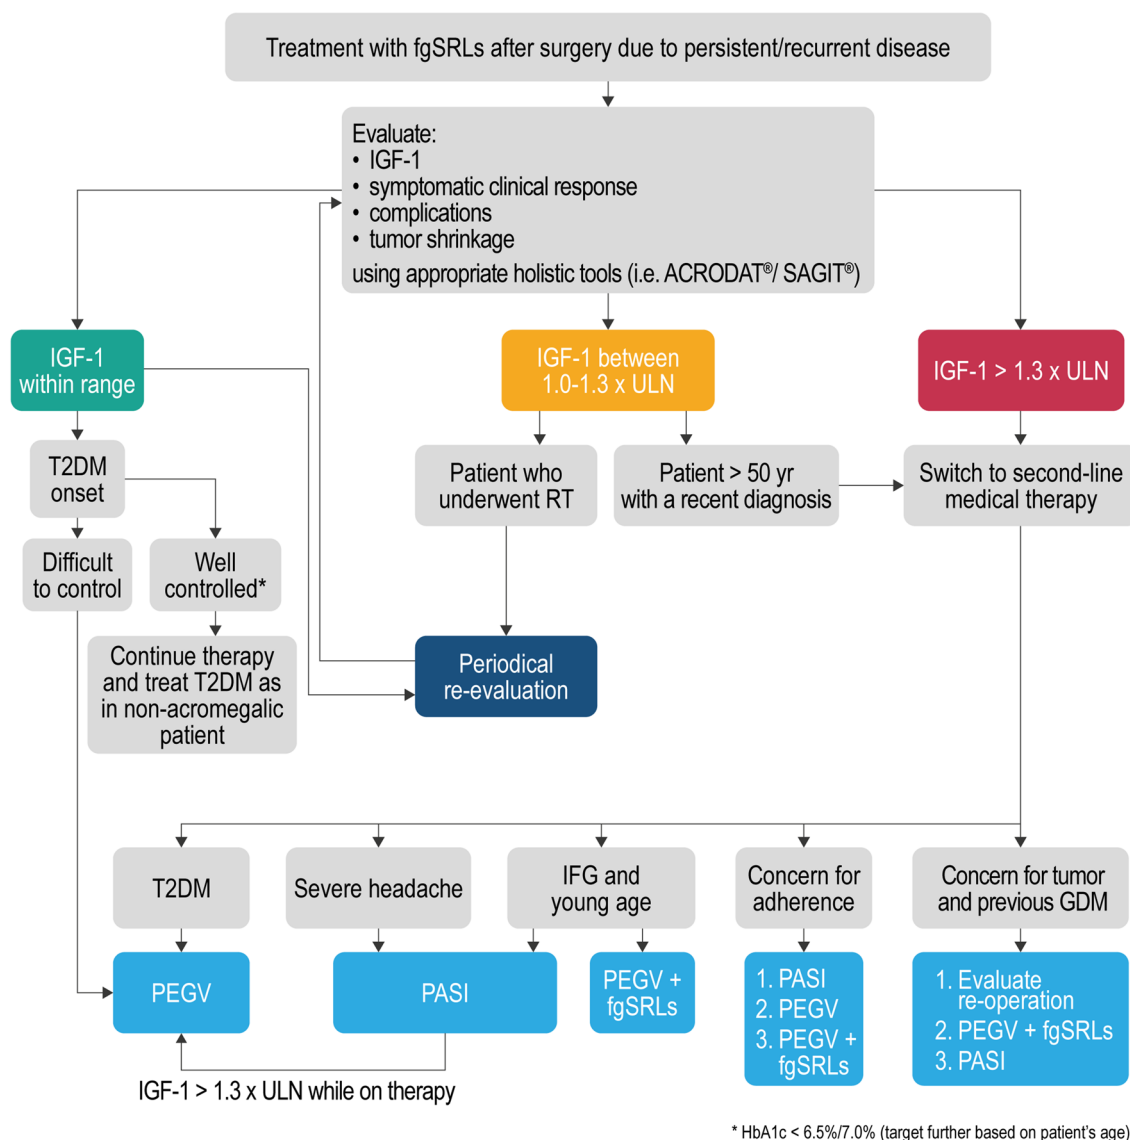 Treatment with fgSRLs after surgery due to persistent/recurrent disease
Evaluate:
• IGF-1
• symptomatic clinical response
• complications
• tumor shrinkage
using appropriate holistic tools (i.e. ACRODAT®/ SAGIT®)
IGF-1
within range
IGF-1 between
1.0-1.3 x ULN
IGF-1 > 1.3 x ULN
T2DM
onset
Patient who
underwent RT
Patient > 50 yr
with a recent diagnosis
Switch to second-line
medical therapy
Difficult
to control
Well
controlled*
Continue therapy
and treat T2DM as
in non-acromegalic
patient
Periodical
re-evaluation
T2DM
Severe headache
IFG and
young age
Concern for
adherence
Concern for tumor
and previous GDM
PEGV
PASI
PEGV +
fgSRLs
1. PASI
2. PEGV
3. PEGV +
fgSRLs
1. Evaluate
re-operation
2. PEGV + fgSRLs
3. PASI
IGF-1 > 1.3 x ULN while on therapy
* HbA1c < 6.5%/7.0% (target further based on patient's age)